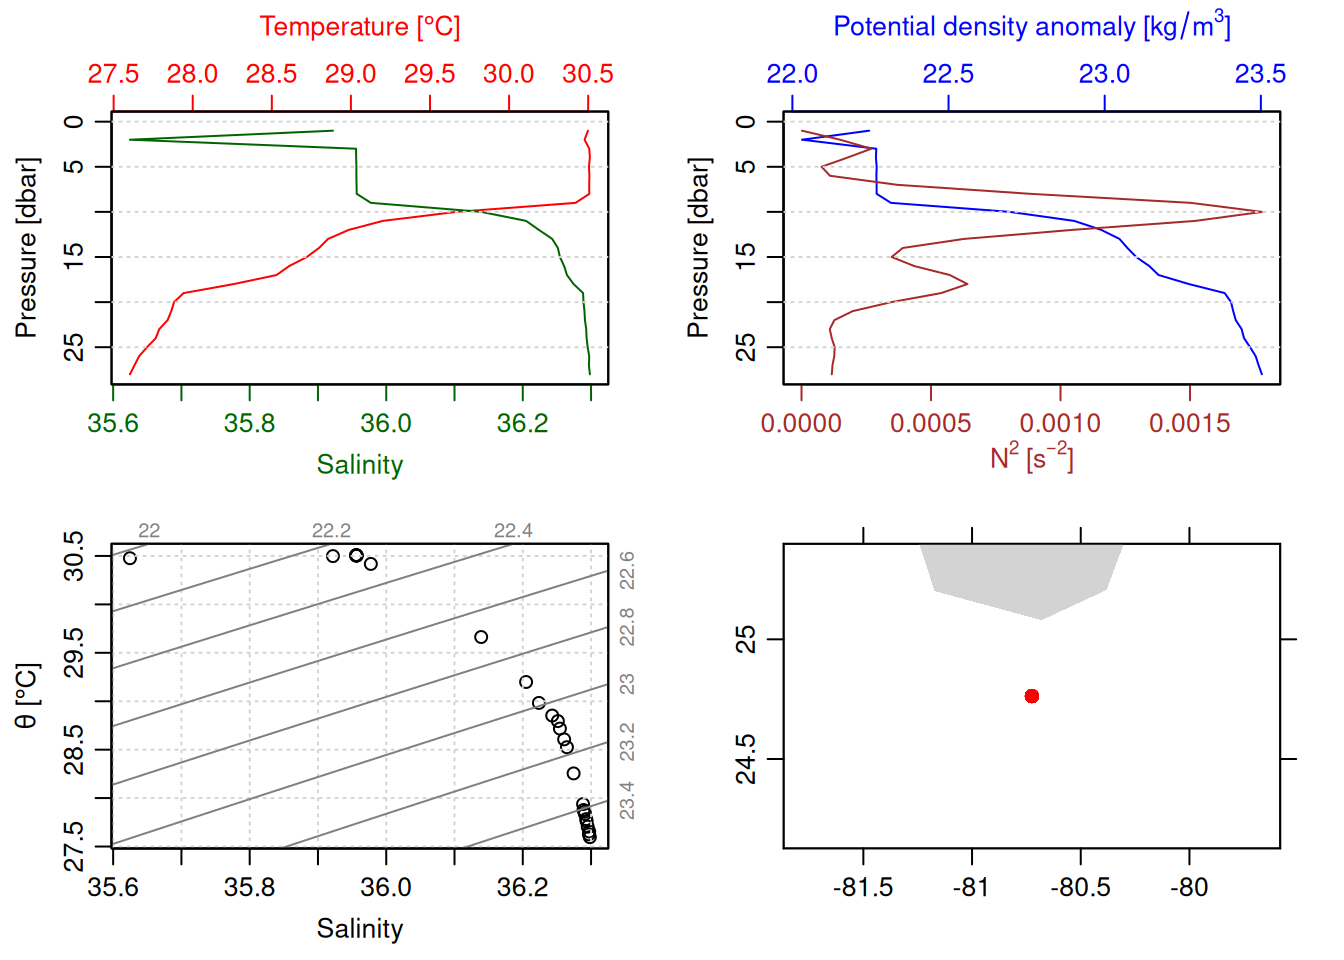 Temperature [°C]
27.5 28.0 28.5 29.0 29.5 30.0 30.5
Pressure [dbar]
0
5
15
25
35.6 35.8 36.0 36.2
Salinity
Potential density anomaly [kg/m³]
22.0 22.5 23.0 23.5
Pressure [dbar]
0
5
15
25
0.0000 0.0005 0.0010 0.0015
N² [s⁻²]
22 22.2 22.4
22.6
22.8
23
23.2
23.4
θ [°C]
30.5
29.5
28.5
27.5
35.6 35.8 36.0 36.2
Salinity
25
24.5
-81.5 -81 -80.5 -80